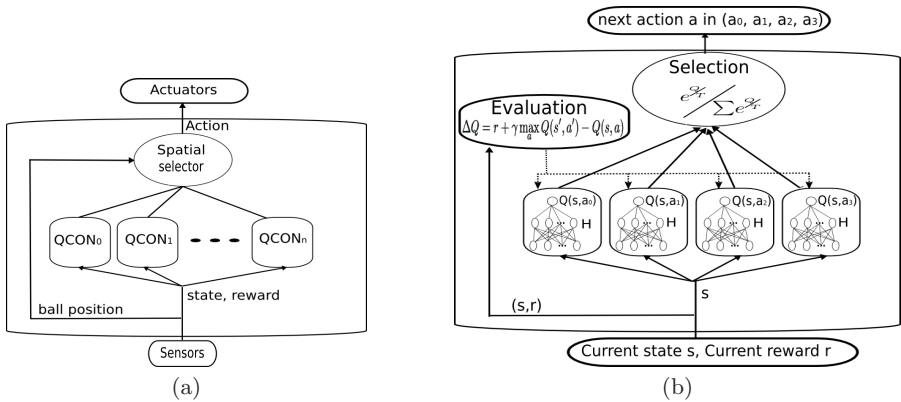 Actuators
Action
Spatial
selector
QCON₀ QCON₁ QCONₙ
state, reward
ball position
Sensors
(a)
next action a in (a₀, a₁, a₂, a₃)
Selection
e^{Q/T} / ∑e^{Q/T}
Evaluation
ΔQ = r + γ max_a Q(s′, a′) − Q(s, a)
Q(s,a₀) Q(s,a₁) Q(s,a₂) Q(s,a₃)
H H H H
... ... ... ...
... ... ... ...
s
(s,r)
Current state s, Current reward r
(b)